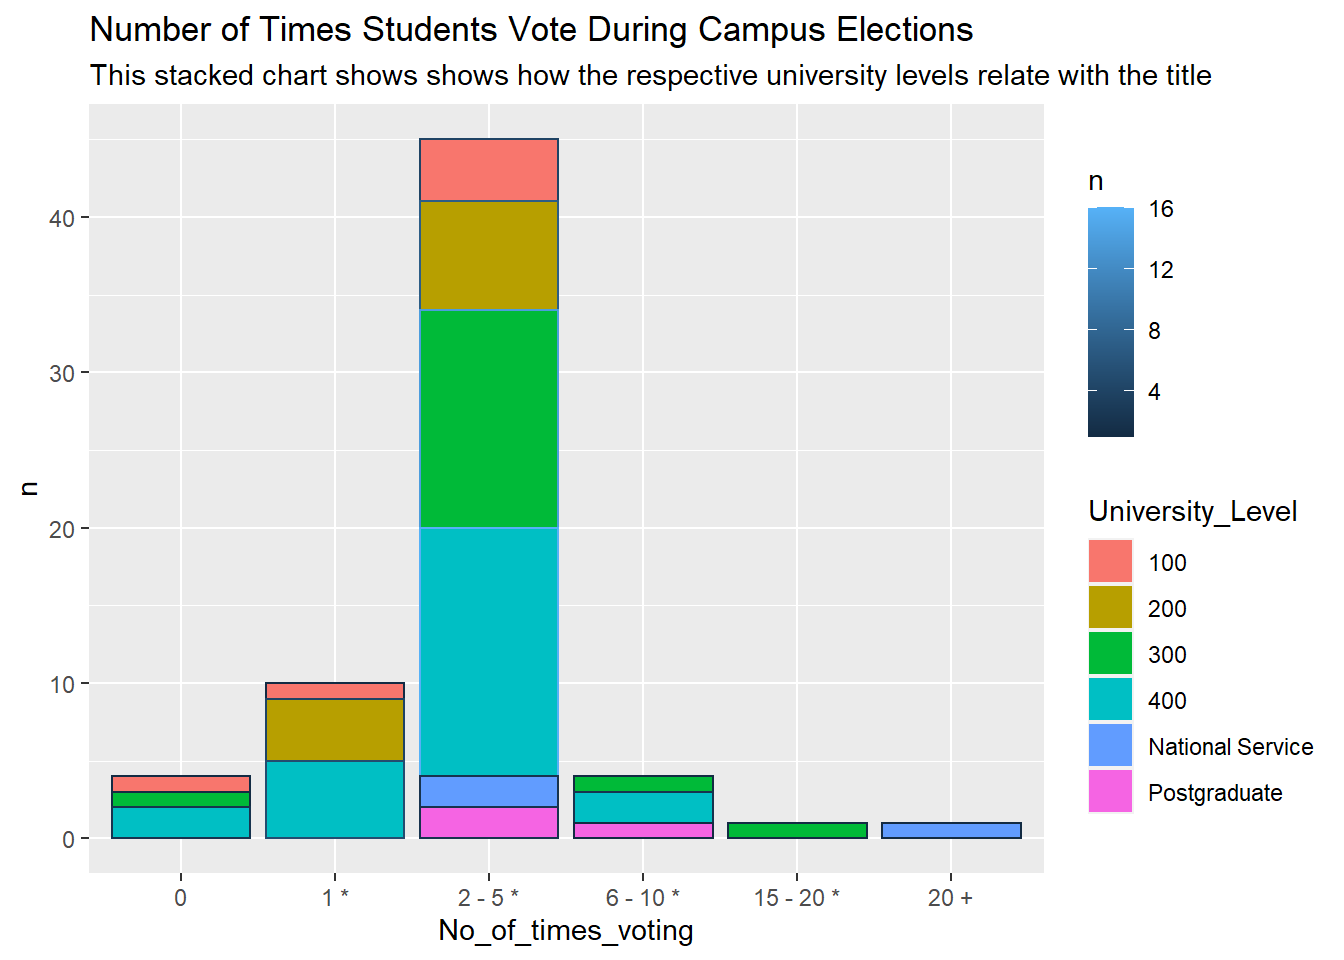 Number of Times Students Vote During Campus Elections
This stacked chart shows shows how the respective university levels relate with the title
n
40
30
20
10
0
0
1 *
2 - 5 *
6 - 10 *
15 - 20 *
20 +
No_of_times_voting
n
16
12
8
4
University_Level
100
200
300
400
National Service
Postgraduate